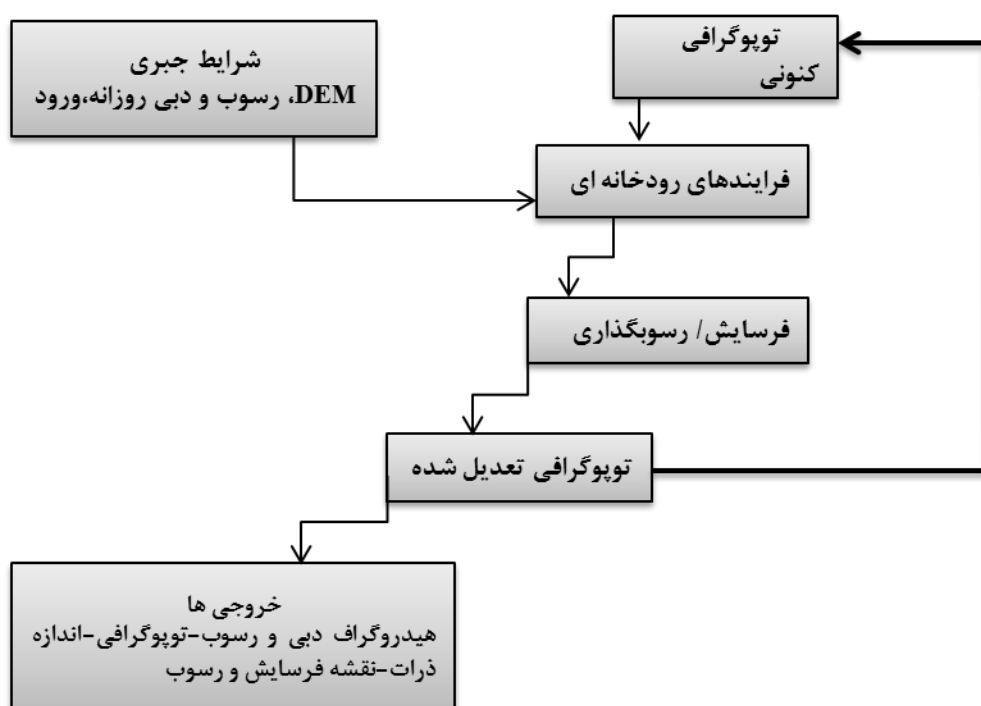 شرایط جبری
DEM، رسوب و دبی روزانه،ورود
توپوگرافی
کنونی
فرایندهای رودخانه ای
فرسایش/ رسوبگذاری
توپوگرافی تعدیل شده
خروجی ها
هیدروگراف دبی و رسوب-توپوگرافی-اندازه
ذرات-نقشه فرسایش و رسوب